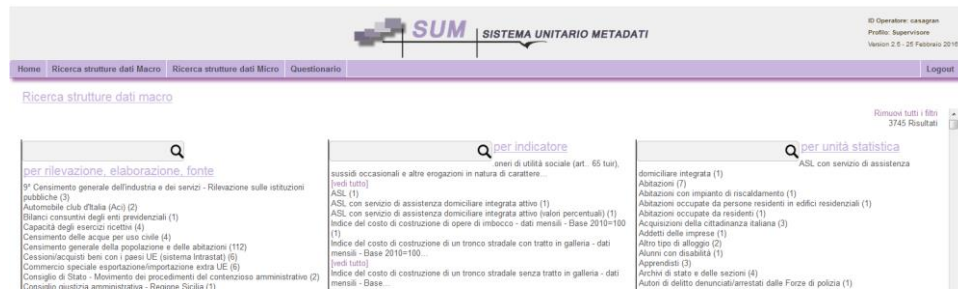 SUM SISTEMA UNITARIO METADATI
ID Operatore: casagran
Profilo: Supervisore
Version 2.5 - 25 Febbraio 2016
Home Ricerca strutture dati Macro Ricerca strutture dati Micro Questionario Logout
Ricerca strutture dati macro
Rimuovi tutti i filtri
3745 Risultati
per rilevazione, elaborazione, fonte
9° Censimento generale dell'industria e dei servizi - Rilevazione sulle istituzioni
pubbliche (3)
Automobile club d'Italia (Aci) (2)
Bilanci consuntivi degli enti previdenziali (1)
Capacità degli esercizi ricettivi (4)
Censimento delle acque per uso civile (4)
Censimento generale della popolazione e delle abitazioni (112)
Cessioni/acquisti beni con i paesi UE (sistema Intrastat) (6)
Commercio speciale esportazione/importazione extra UE (6)
Consiglio di Stato - Movimento dei procedimenti del contenzioso amministrativo (2)
Consiglio giustizia amministrativa - Regione Sicilia (1)
per indicatore
oneri di utilità sociale (art.. 65 tuir),
sussidi occasionali e altre erogazioni in natura di carattere...
[vedi tutto]
ASL (1)
ASL con servizio di assistenza domiciliare integrata attivo (1)
ASL con servizio di assistenza domiciliare integrata attivo (valori percentuali) (1)
Indice del costo di costruzione di opere di imbocco - dati mensili - Base 2010=100
(1)
Indice del costo di costruzione di un tronco stradale con tratto in galleria - dati
mensili - Base 2010=100...
[vedi tutto]
Indice del costo di costruzione di un tronco stradale senza tratto in galleria - dati
mensili - Base...
per unità statistica
ASL con servizio di assistenza
domiciliare integrata (1)
Abitazioni (7)
Abitazioni con impianto di riscaldamento (1)
Abitazioni occupate da persone residenti in edifici residenziali (1)
Abitazioni occupate da residenti (1)
Acquisizioni della cittadinanza italiana (3)
Addetti delle imprese (1)
Altro tipo di alloggio (2)
Alunni con disabilità (1)
Apprendisti (3)
Archivi di stato e delle sezioni (4)
Autori di delitto denunciati/arrestati dalle Forze di polizia (1)